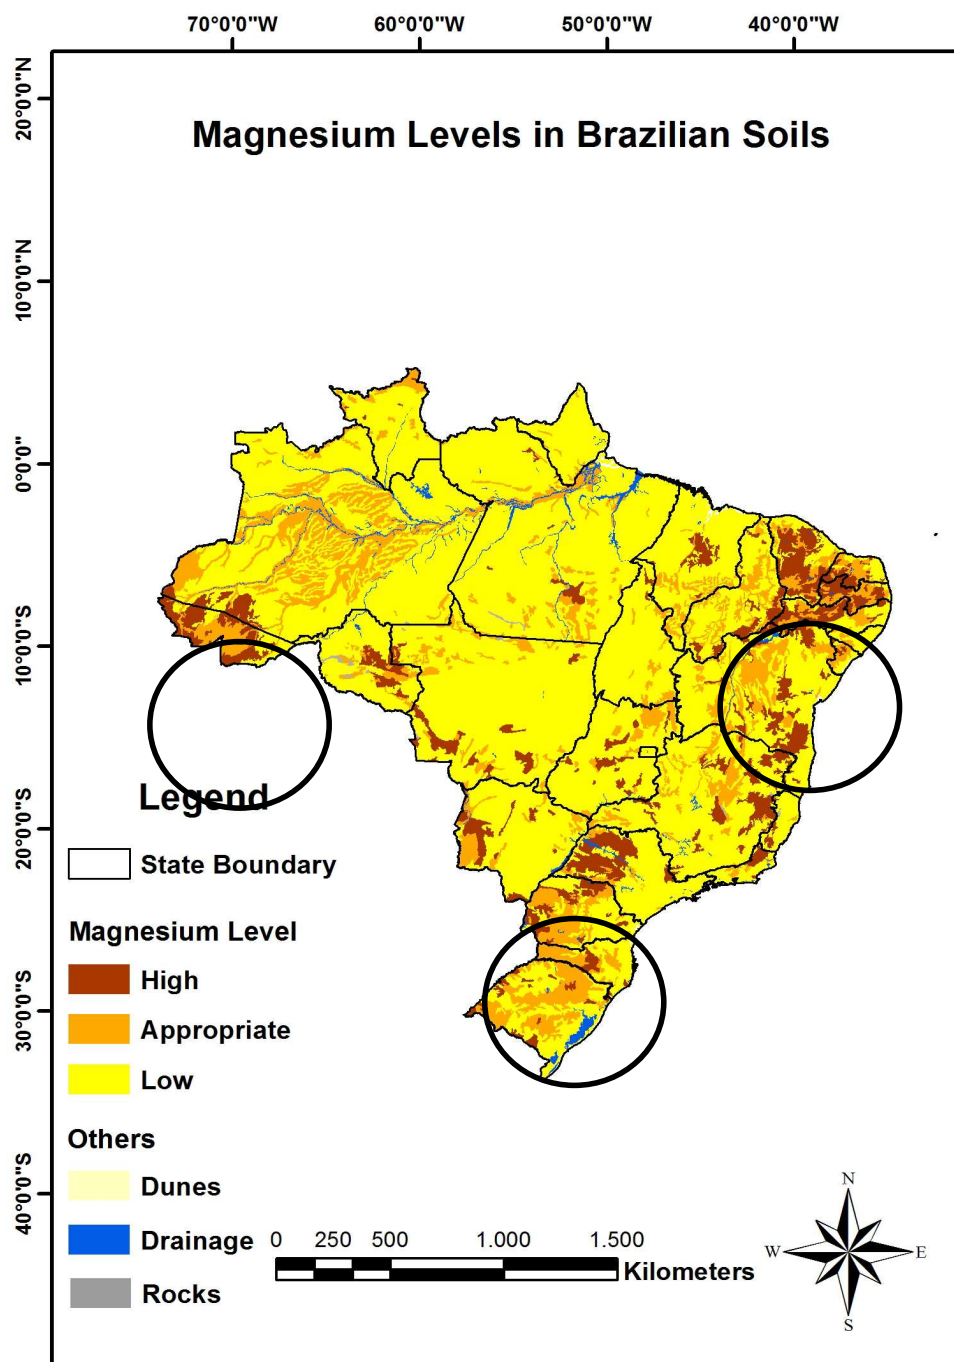 70°0'0"W 60°0'0"W 50°0'0"W 40°0'0"W
20°0'0"N
10°0'0"N
0°0'0"
10°0'0"S
20°0'0"S
30°0'0"S
40°0'0"S
Magnesium Levels in Brazilian Soils
Legend
State Boundary
Magnesium Level
High
Appropriate
Low
Others
Dunes
Drainage
Rocks
0 250 500 1.000 1.500
Kilometers
N
W E
S